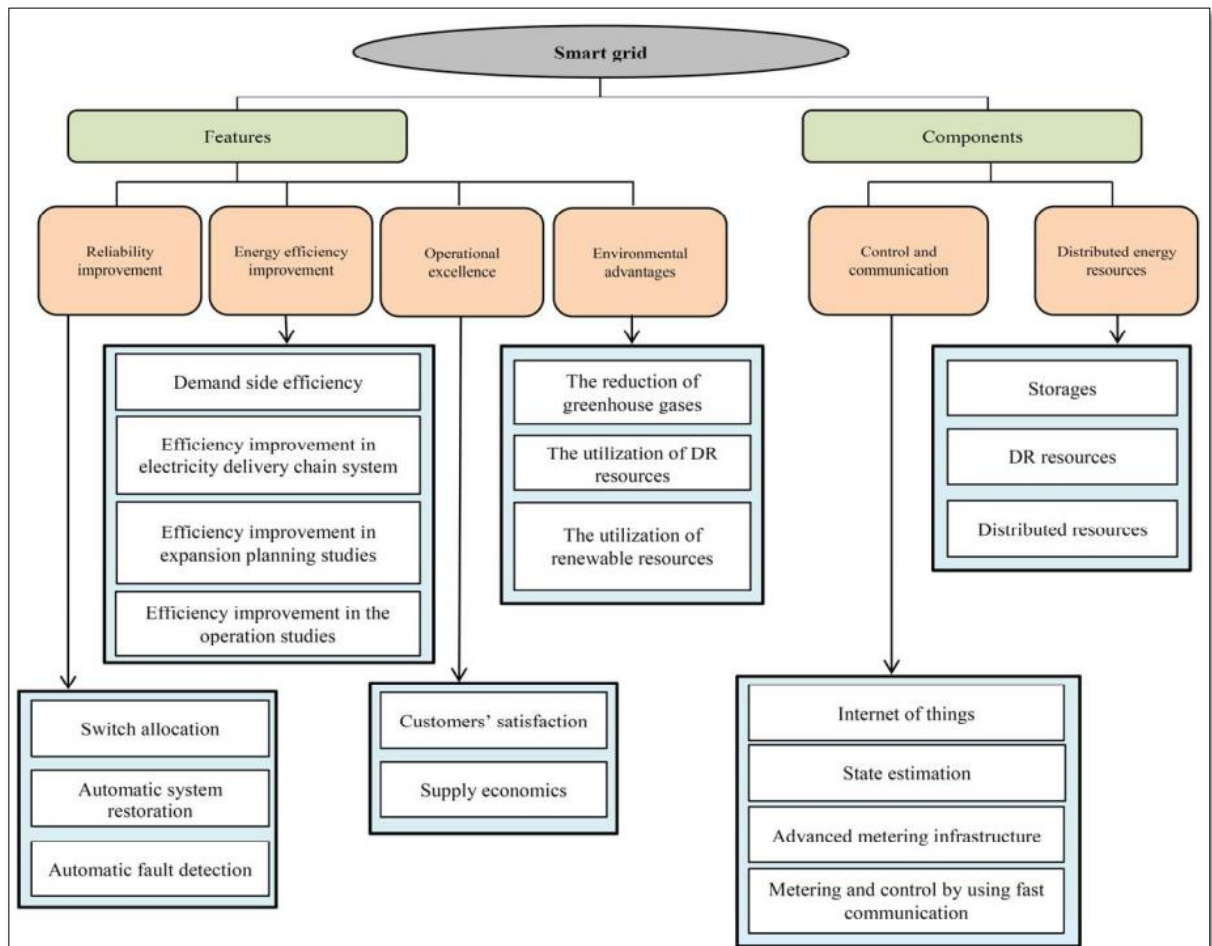 Smart grid
Features
Components
Reliability
improvement
Energy efficiency
improvement
Operational
excellence
Environmental
advantages
Control and
communication
Distributed energy
resources
Demand side efficiency
Efficiency improvement in
electricity delivery chain system
Efficiency improvement in
expansion planning studies
Efficiency improvement in the
operation studies
The reduction of
greenhouse gases
The utilization of DR
resources
The utilization of
renewable resources
Storages
DR resources
Distributed resources
Switch allocation
Automatic system
restoration
Automatic fault detection
Customers’ satisfaction
Supply economics
Internet of things
State estimation
Advanced metering infrastructure
Metering and control by using fast
communication